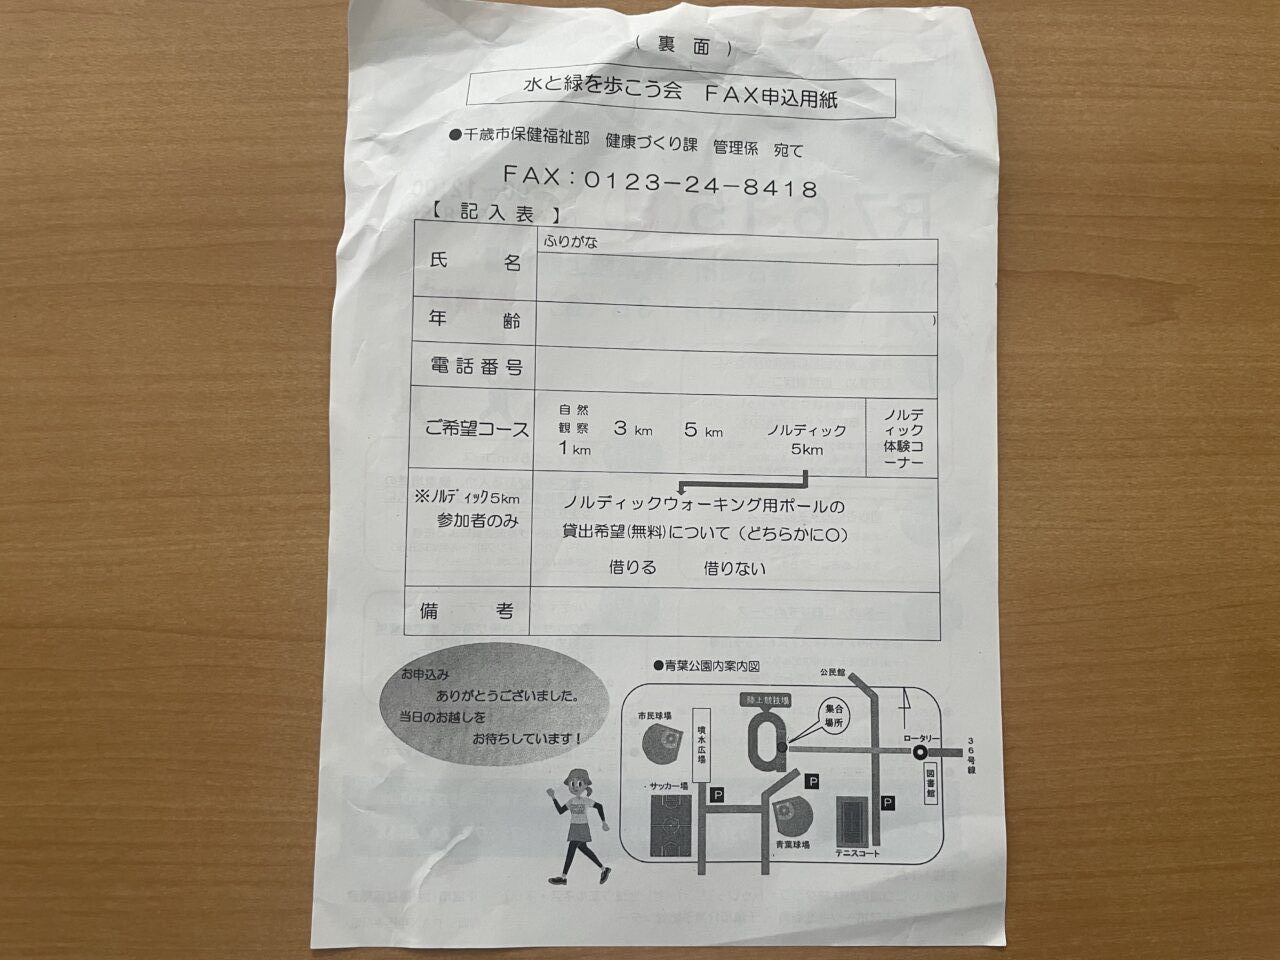 (裏面)
水と緑を歩こう会 FAX申込用紙
●千歳市保健福祉部 健康づくり課 管理係 宛て
FAX：0123−24−8418
【 記入表 】
ふりがな
氏 名
年 齢
)
電話番号
ご希望コース
自然観察 1km
3km
5km
ノルディック 5km
ノルディック体験コーナー
※ﾉﾙﾃﾞｨｯｸ5km
参加者のみ
ノルディックウォーキング用ポールの
貸出希望(無料)について（どちらかに○）
借りる 借りない
備 考
お申込み
ありがとうございました。
当日のお越しを
お待ちしています！
●青葉公園内案内図
公民館
陸上競技場
集合場所
市民球場
噴水広場
ロータリー
36号線
図書館
サッカー場
P
P
P
青葉球場
テニスコート